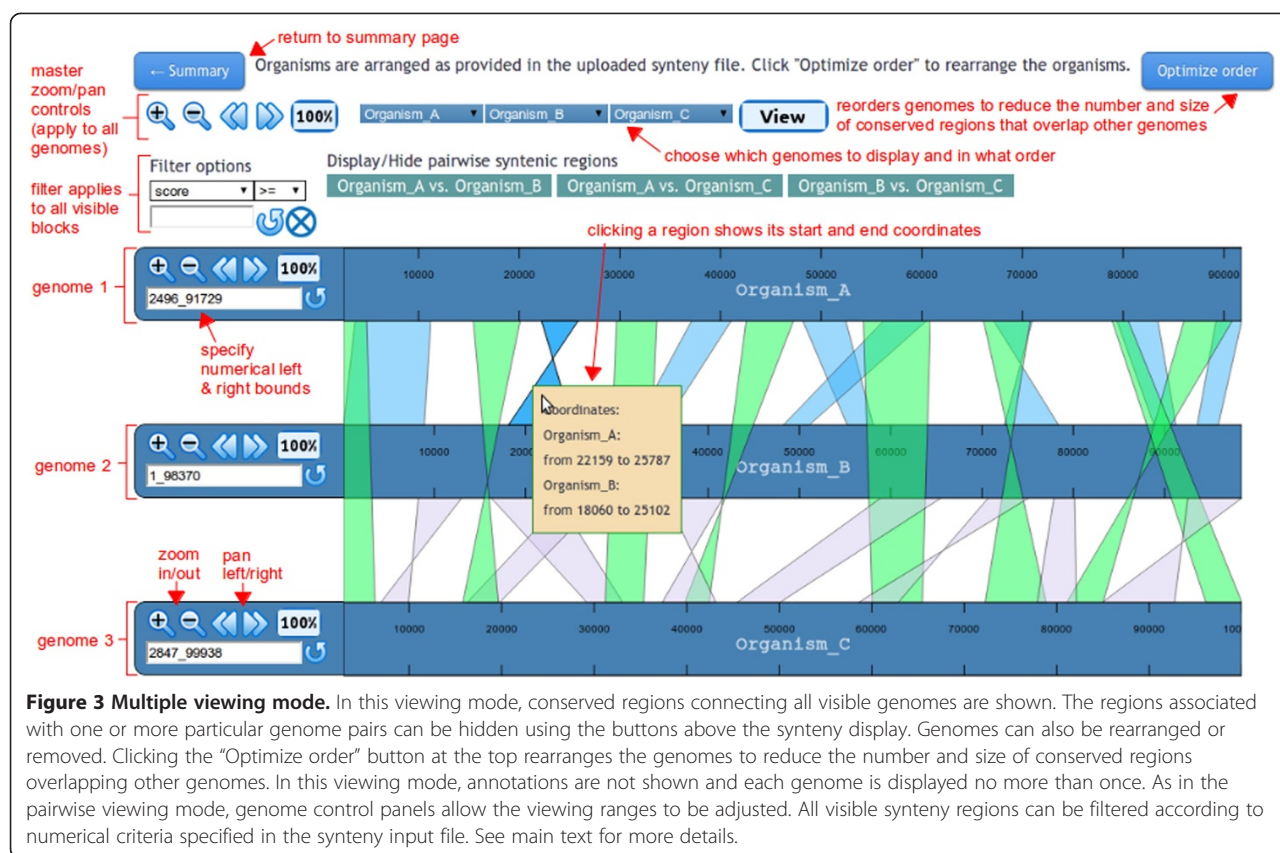 return to summary page
← Summary
Organisms are arranged as provided in the uploaded synteny file. Click "Optimize order" to rearrange the organisms.
Optimize order
master
zoom/pan
controls
(apply to all
genomes)
100%
Organism_A
Organism_B
Organism_C
View
reorders genomes to reduce the number and size
of conserved regions that overlap other genomes
choose which genomes to display and in what order
Filter options
score
>=
filter applies
to all visible
blocks
Display/Hide pairwise syntenic regions
Organism_A vs. Organism_B
Organism_A vs. Organism_C
Organism_B vs. Organism_C
clicking a region shows its start and end coordinates
genome 1
100%
2496_91729
10000 20000 30000 40000 50000 60000 70000 80000 90000
Organism_A
specify
numerical left
& right bounds
Coordinates:
Organism_A:
from 22159 to 25787
Organism_B:
from 18060 to 25102
genome 2
100%
1_98370
10000 40000 50000 60000 70000 80000 90000
Organism_B
zoom
in/out
pan
left/right
genome 3
100%
2847_99938
10000 20000 30000 40000 50000 60000 70000 80000 90000 100
Organism_C
Figure 3 Multiple viewing mode. In this viewing mode, conserved regions connecting all visible genomes are shown. The regions associated
with one or more particular genome pairs can be hidden using the buttons above the synteny display. Genomes can also be rearranged or
removed. Clicking the “Optimize order” button at the top rearranges the genomes to reduce the number and size of conserved regions
overlapping other genomes. In this viewing mode, annotations are not shown and each genome is displayed no more than once. As in the
pairwise viewing mode, genome control panels allow the viewing ranges to be adjusted. All visible synteny regions can be filtered according to
numerical criteria specified in the synteny input file. See main text for more details.